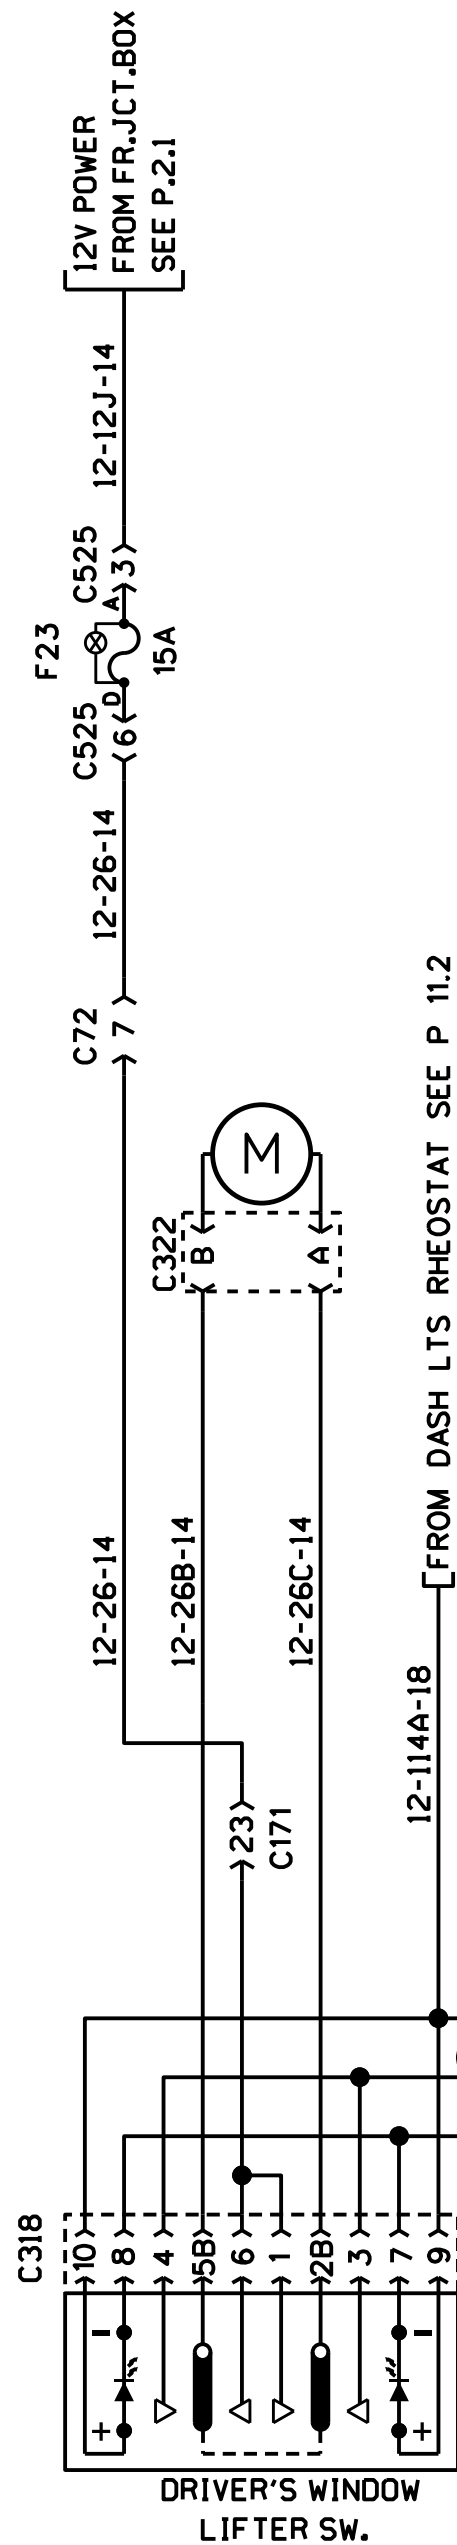 12V POWER
FROM FR.JCT.BOX
SEE P.2.1
12-12J-14
C525
3
A
F23
15A
D
C525
6
12-26-14
C72
7
M
C322
B
A
FROM DASH LTS RHEOSTAT SEE P 11.2
12-26-14
12-26B-14
12-26C-14
12-114A-18
23
C171
C318
10
8
4
5B
6
1
2B
3
7
9
-
-
+
+
DRIVER'S WINDOW
LIFTER SW.